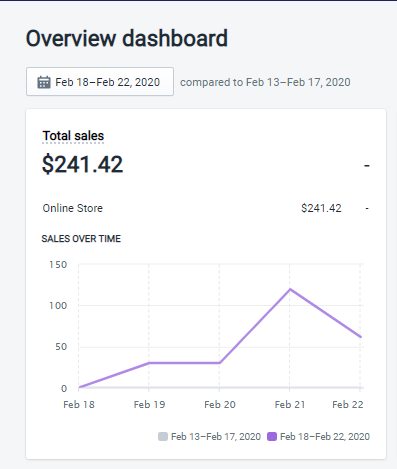 Overview dashboard
Feb 18–Feb 22, 2020 compared to Feb 13–Feb 17, 2020
Total sales
$241.42 -
Online Store $241.42 -
SALES OVER TIME
150
100
50
0
Feb 18 Feb 19 Feb 20 Feb 21 Feb 22
Feb 13–Feb 17, 2020 Feb 18–Feb 22, 2020